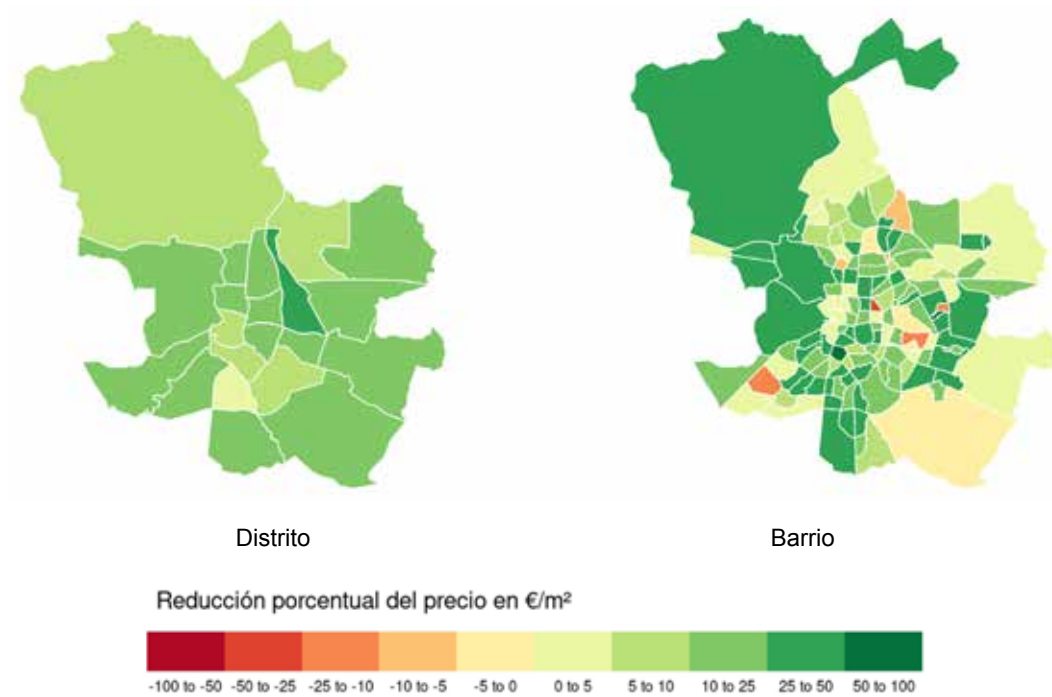 Distrito
Barrio
Reducción porcentual del precio en €/m²
-100 to -50 -50 to -25 -25 to -10 -10 to -5 -5 to 0 0 to 5 5 to 10 10 to 25 25 to 50 50 to 100